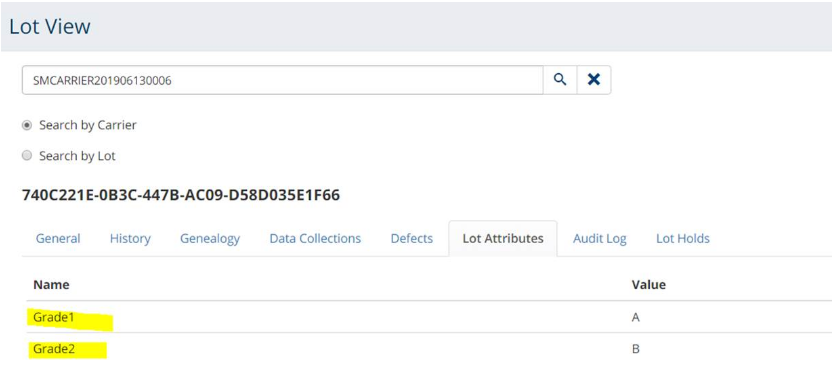 Lot View
SMCARRIER201906130006
Search by Carrier
Search by Lot
740C221E-0B3C-447B-AC09-D58D035E1F66
General History Genealogy Data Collections Defects Lot Attributes Audit Log Lot Holds
Name Value
Grade1 A
Grade2 B